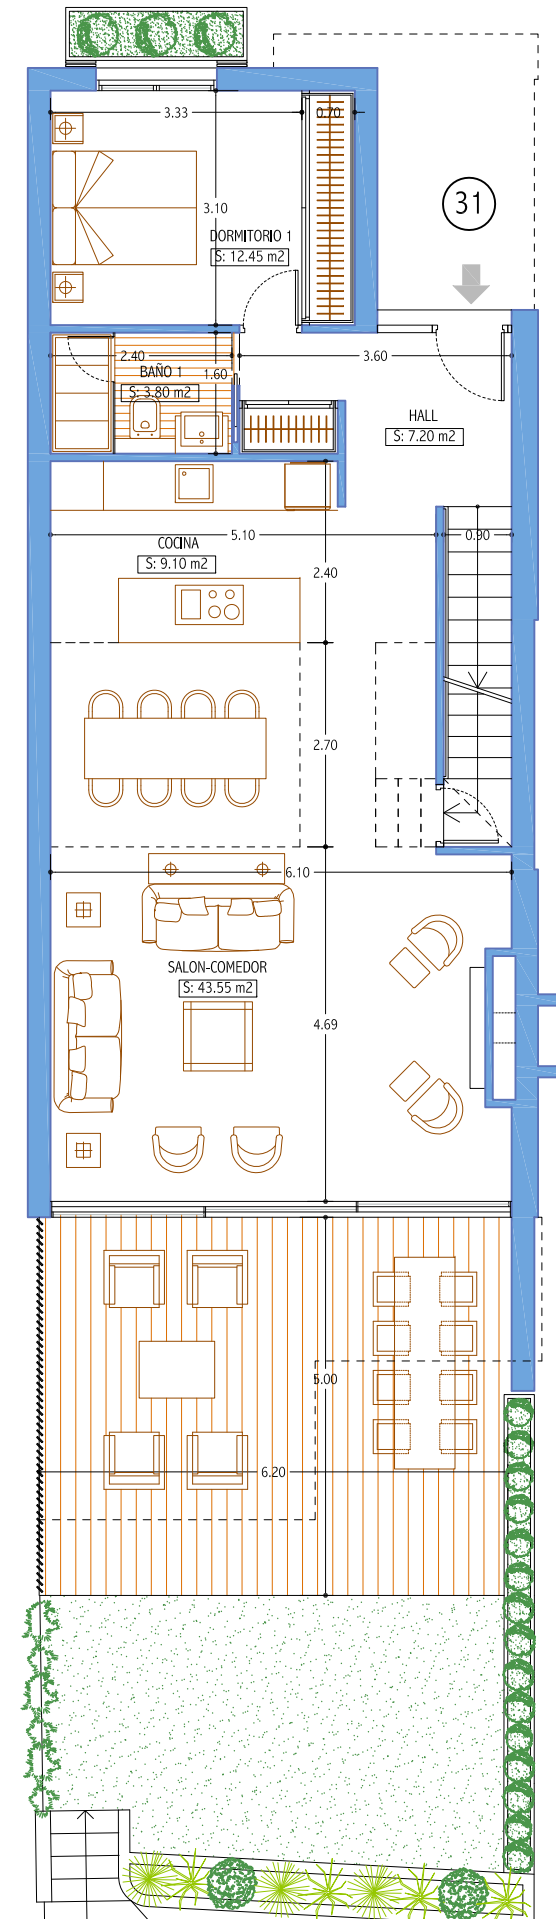 3.33
0.70
31
3.10
DORMITORIO 1
S: 12.45 m2
2.40
3.60
BAÑO 1
1.60
S: 3.80 m2
HALL
S: 7.20 m2
5.10
0.90
COCINA
S: 9.10 m2
2.40
2.70
6.10
SALON-COMEDOR
S: 43.55 m2
4.69
5.00
6.20